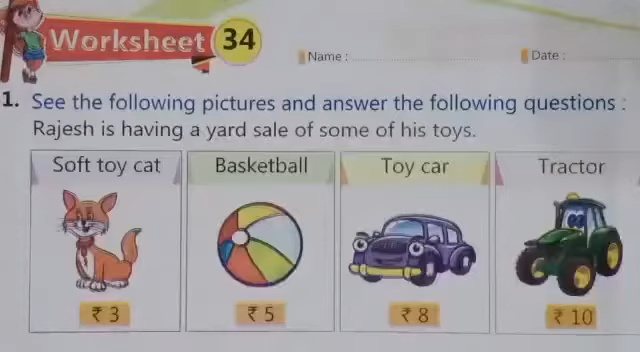 Worksheet 34
Name :
Date :
1. See the following pictures and answer the following questions :
Rajesh is having a yard sale of some of his toys.
Soft toy cat
Basketball
Toy car
Tractor
₹ 3
₹ 5
₹ 8
₹ 10